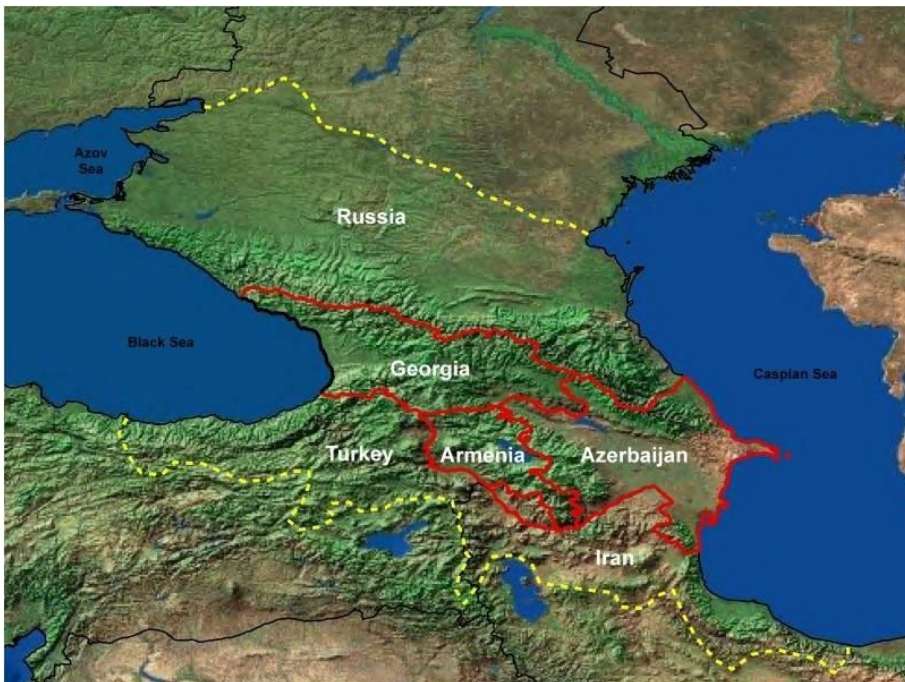 Azov
Sea
Russia
Black Sea
Georgia
Caspian Sea
Turkey
Armenia
Azerbaijan
Iran